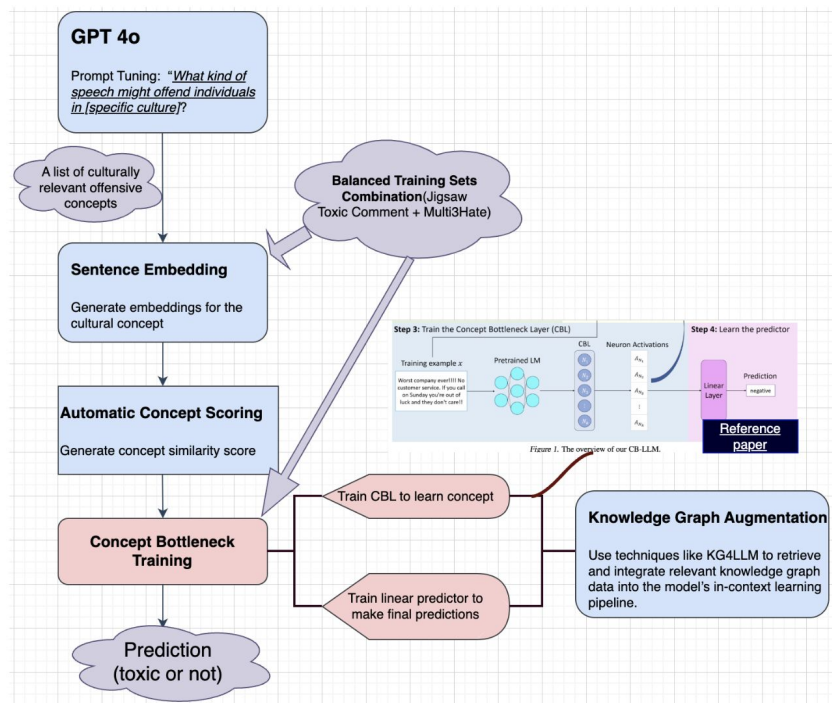 GPT 4o
Prompt Tuning: “What kind of
speech might offend individuals
in [specific culture]?
A list of culturally
relevant offensive
concepts
Balanced Training Sets
Combination(Jigsaw
Toxic Comment + Multi3Hate)
Sentence Embedding
Generate embeddings for the
cultural concept
Step 3: Train the Concept Bottleneck Layer (CBL)
Step 4: Learn the predictor
CBL
Neuron Activations
Training example x
Pretrained LM
Worst company ever!!!! No
customer service. If you call
on Sunday you're out of
luck and they don't care!!
Linear
Layer
Prediction
negative
Reference
paper
Figure 1. The overview of our CB-LLM.
Automatic Concept Scoring
Generate concept similarity score
Train CBL to learn concept
Concept Bottleneck
Training
Knowledge Graph Augmentation
Use techniques like KG4LLM to retrieve
and integrate relevant knowledge graph
data into the model’s in-context learning
pipeline.
Train linear predictor to
make final predictions
Prediction
(toxic or not)